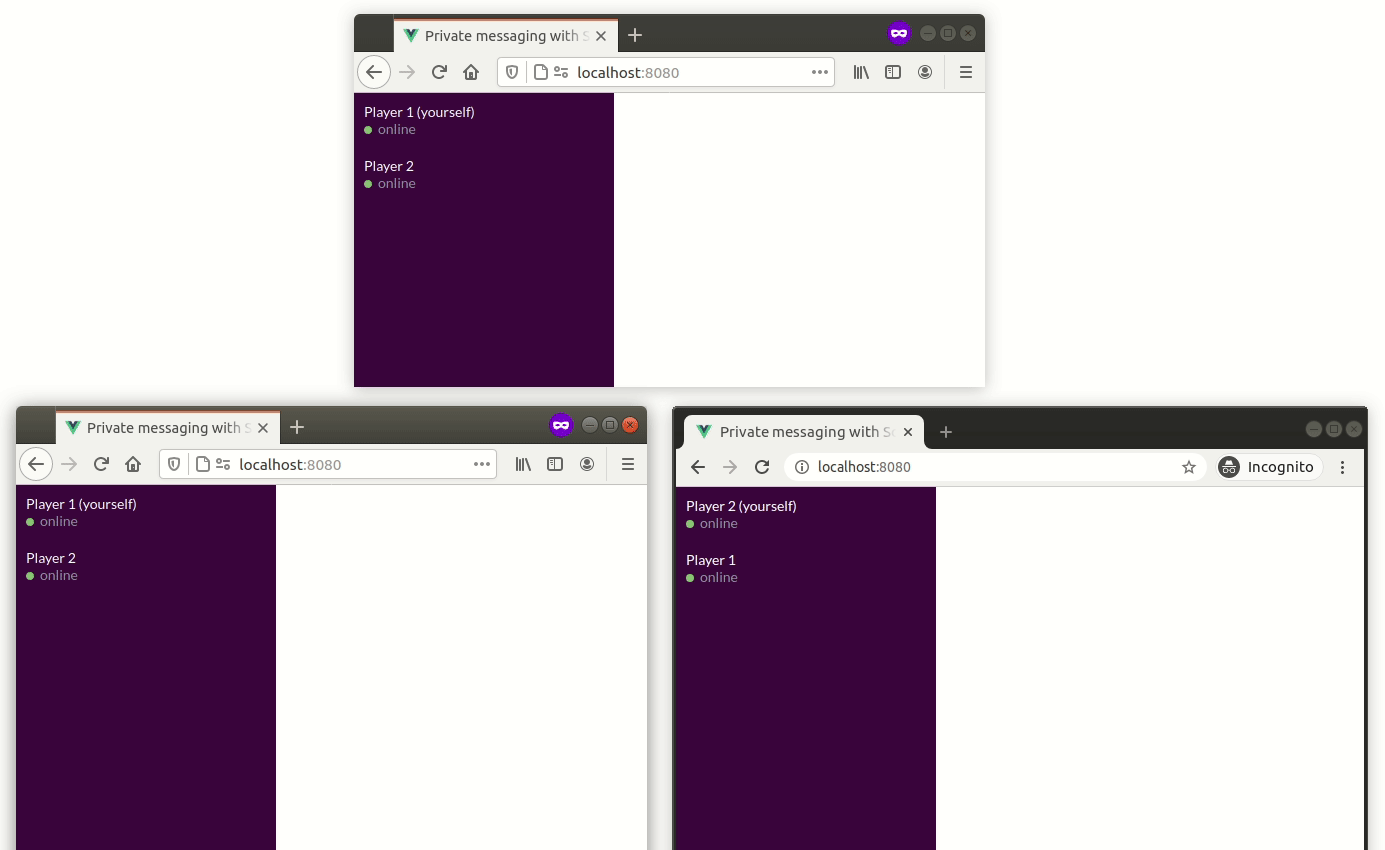 Private messaging with S
localhost:8080
Player 1 (yourself)
online
Player 2
online
Private messaging with S
localhost:8080
Player 1 (yourself)
online
Player 2
online
Private messaging with So
localhost:8080
Incognito
Player 2 (yourself)
online
Player 1
online